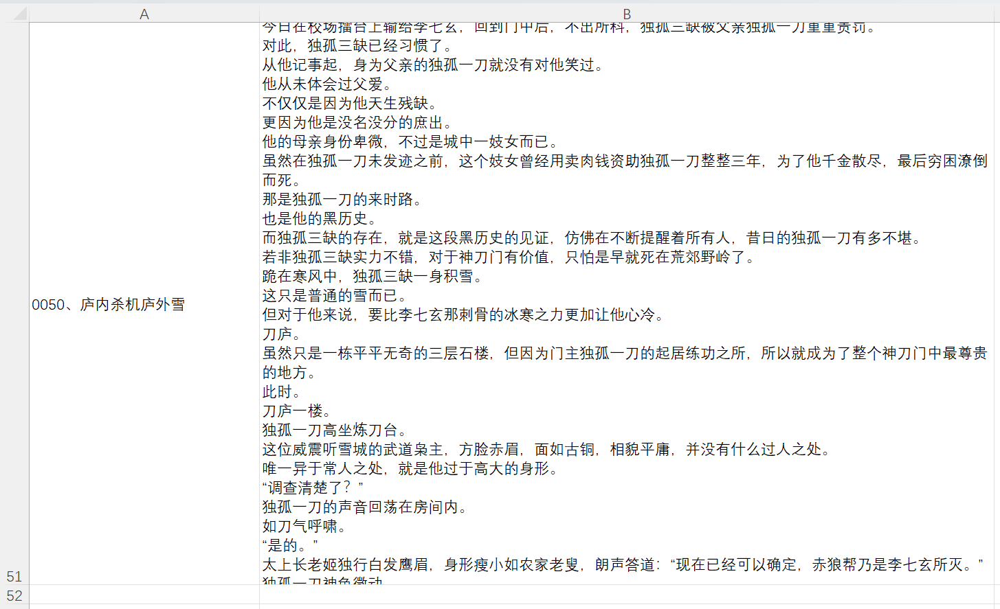 A
B
今日在校场擂台上输给李七玄，回到门中后，不出所料，独孤三缺被父亲独孤一刀重重责罚。
对此，独孤三缺已经习惯了。
从他记事起，身为父亲的独孤一刀就没有对他笑过。
他从未体会过父爱。
不仅仅是因为他天生残缺。
更因为他是没名没分的庶出。
他的母亲身份卑微，不过是城中一妓女而已。
虽然在独孤一刀未发迹之前，这个妓女曾经用卖肉钱资助独孤一刀整整三年，为了他千金散尽，最后穷困潦倒
而死。
那是独孤一刀的来时路。
也是他的黑历史。
而独孤三缺的存在，就是这段黑历史的见证，仿佛在不断提醒着所有人，昔日的独孤一刀有多不堪。
若非独孤三缺实力不错，对于神刀门有价值，只怕是早就死在荒郊野岭了。
跪在寒风中，独孤三缺一身积雪。
这只是普通的雪而已。
0050、庐内杀机庐外雪
但对于他来说，要比李七玄那刺骨的冰寒之力更加让他心冷。
刀庐。
虽然只是一栋平平无奇的三层石楼，但因为门主独孤一刀的起居练功之所，所以就成为了整个神刀门中最尊贵
的地方。
此时。
刀庐一楼。
独孤一刀高坐炼刀台。
这位威震听雪城的武道枭主，方脸赤眉，面如古铜，相貌平庸，并没有什么过人之处。
唯一异于常人之处，就是他过于高大的身形。
“调查清楚了？”
独孤一刀的声音回荡在房间内。
如刀气呼啸。
“是的。”
太上长老姬独行白发鹰眉，身形瘦小如农家老叟，朗声答道：“现在已经可以确定，赤狼帮乃是李七玄所灭。”
独孤一刀神色微动
51
52